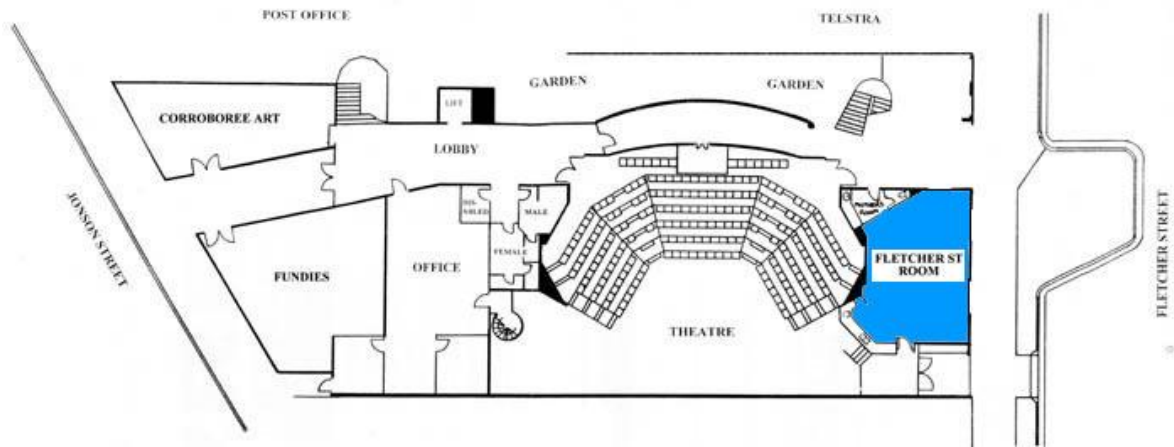 POST OFFICE
TELSTRA
GARDEN
GARDEN
LIFT
CORROBOREE ART
LOBBY
DIS-
ABLED
MALE
JONSON STREET
FEMALE
OFFICE
FUNDIES
FLETCHER ST
ROOM
FLETCHER STREET
THEATRE